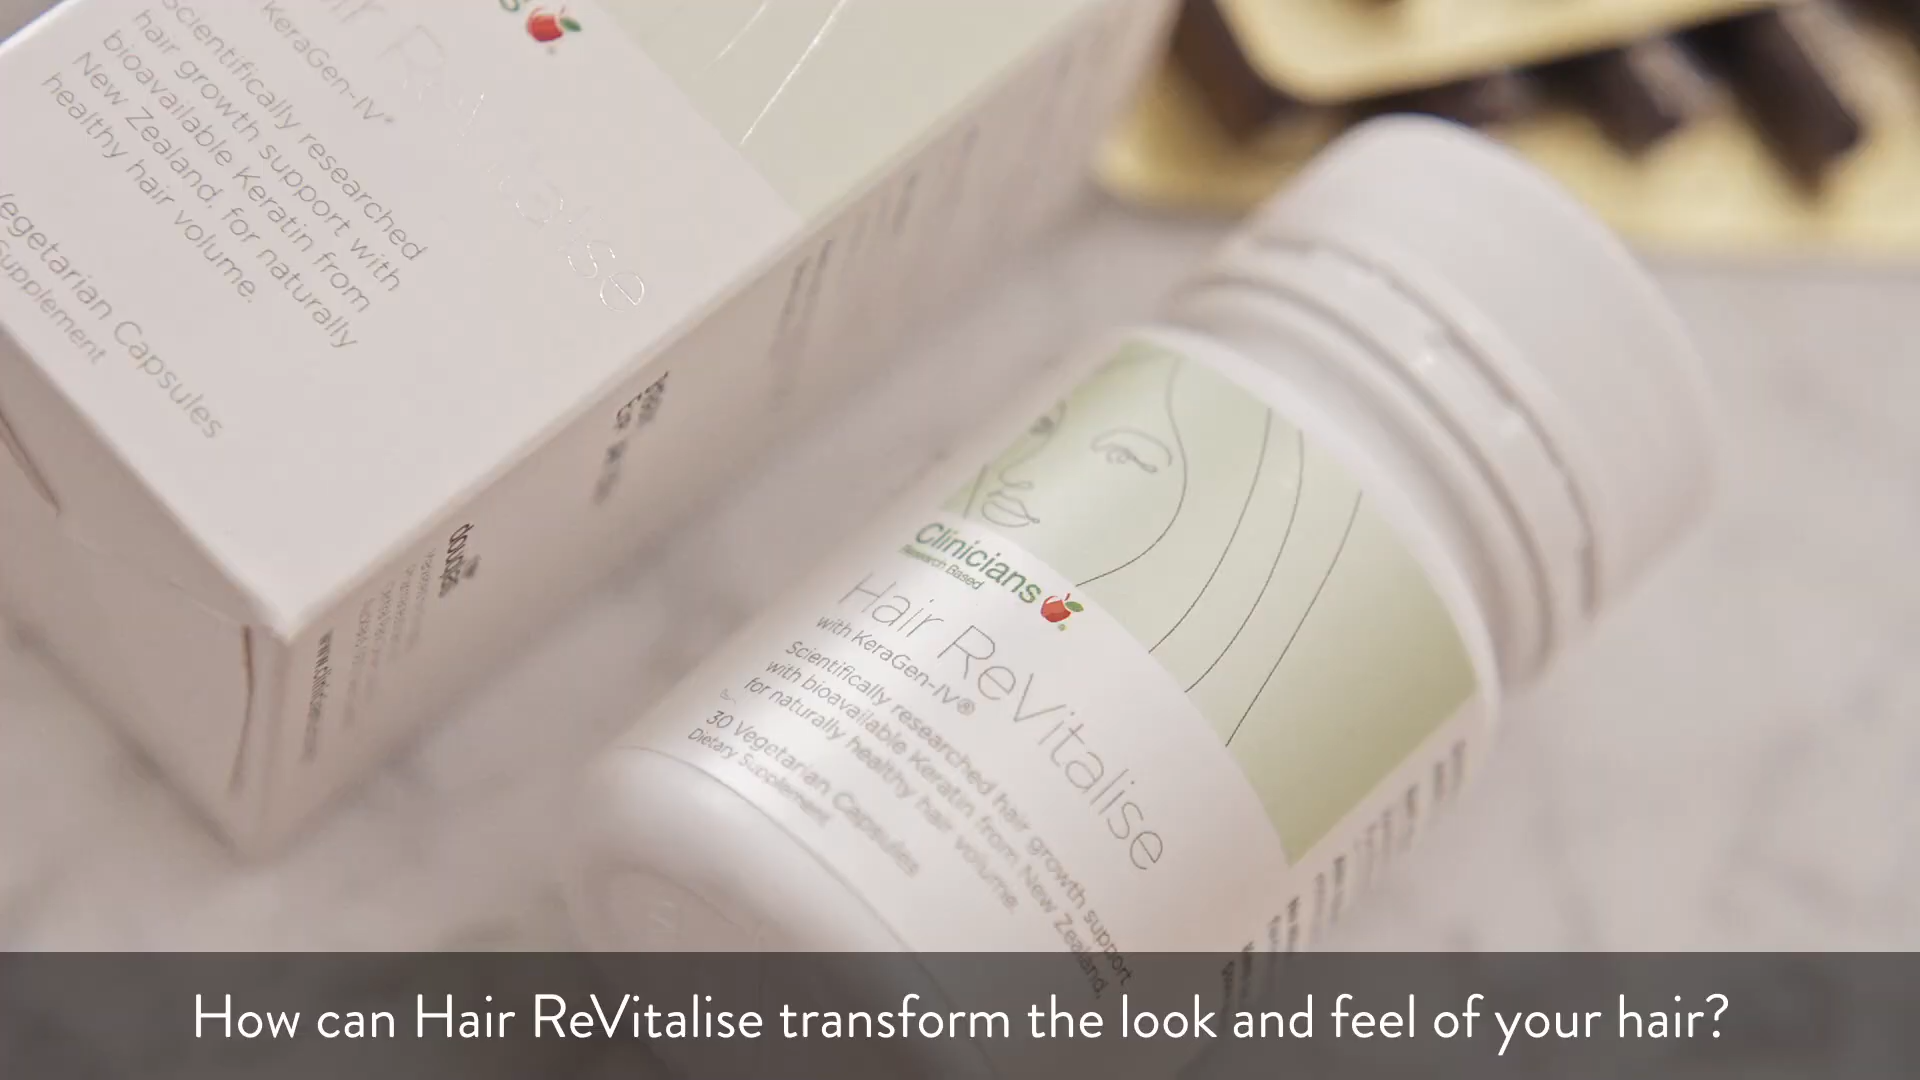 Hair ReVitalise
KeraGen-IV®
Scientifically researched
hair growth support with
bioavailable Keratin from
New Zealand, for naturally
healthy hair volume.
Vegetarian Capsules
Supplement
Clinicians
Research Based
Hair ReVitalise
with KeraGen-IV®
Scientifically researched hair growth support
with bioavailable Keratin from New Zealand,
for naturally healthy hair volume.
30 Vegetarian Capsules
Dietary Supplement
How can Hair ReVitalise transform the look and feel of your hair?